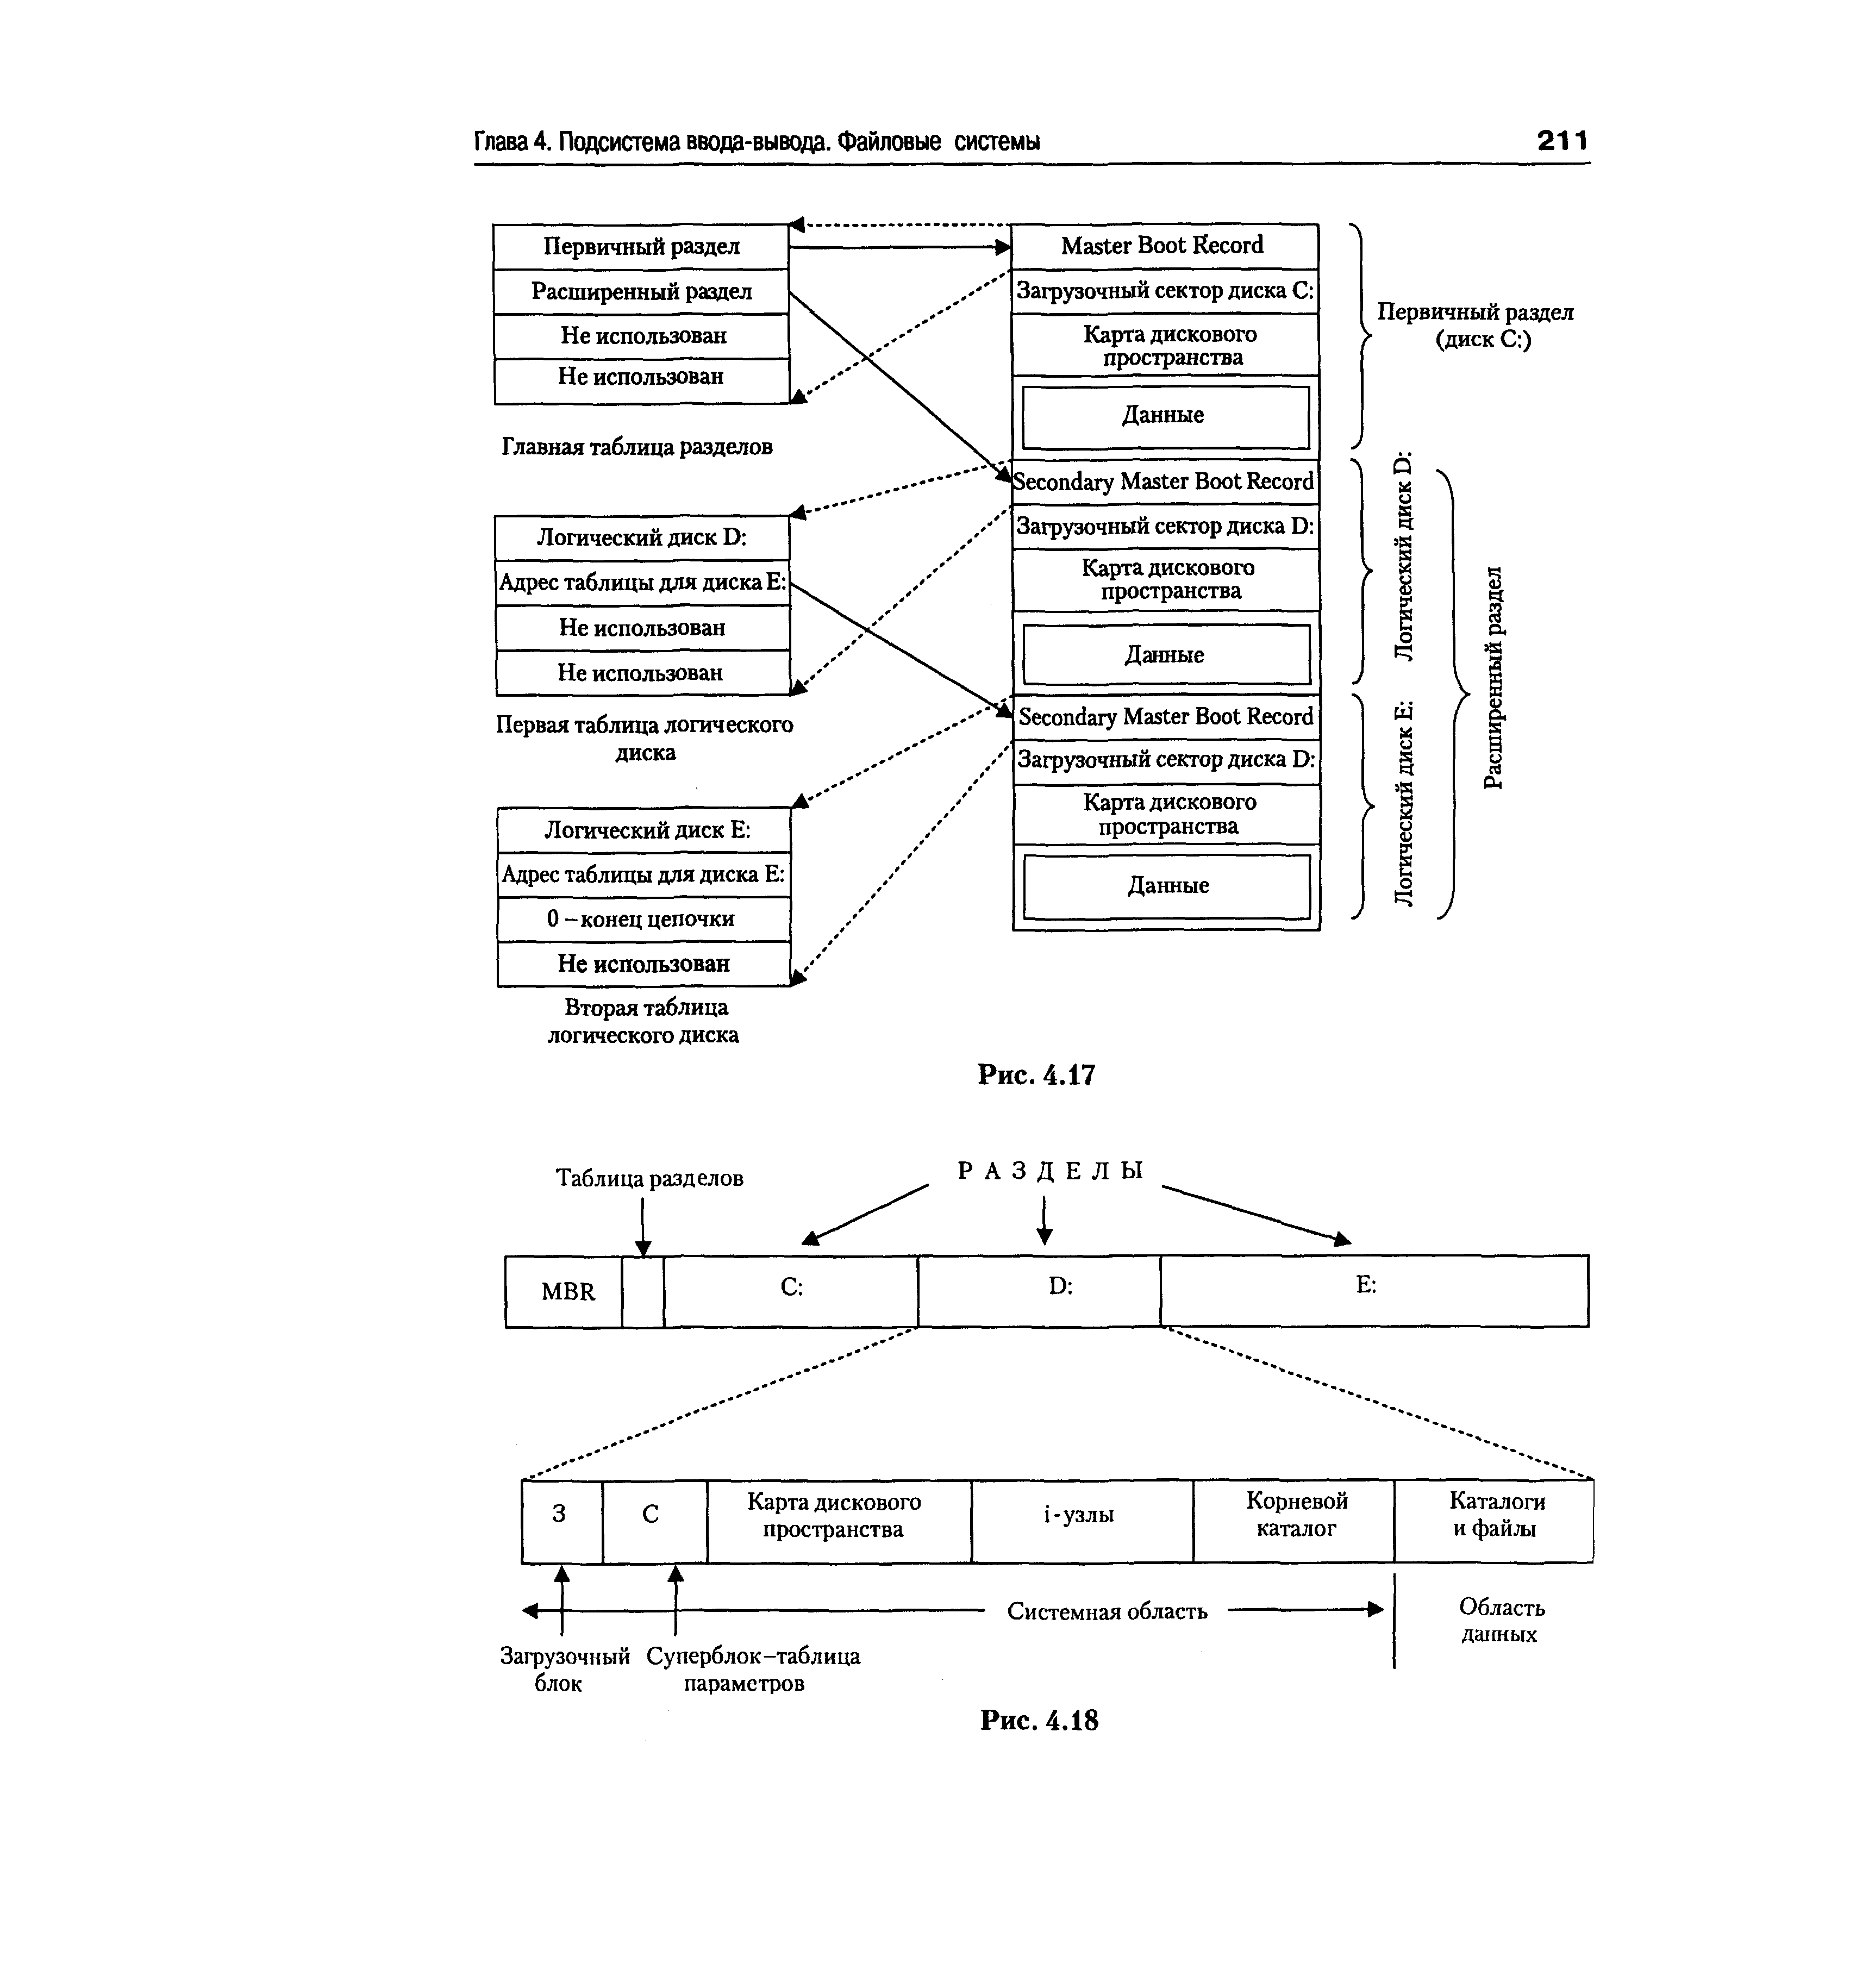 Глава 4. Подсистема ввода-вывода. Файловые системы
211
Первичный раздел
Расширенный раздел
Не использован
Не использован
Главная таблица разделов
Логический диск D:
Адрес таблицы для диска E:
Не использован
Не использован
Первая таблица логического
диска
Логический диск E:
Адрес таблицы для диска E:
0 – конец цепочки
Не использован
Вторая таблица
логического диска
Master Boot Record
Загрузочный сектор диска C:
Карта дискового
пространства
Данные
Secondary Master Boot Record
Загрузочный сектор диска D:
Карта дискового
пространства
Данные
Secondary Master Boot Record
Загрузочный сектор диска D:
Карта дискового
пространства
Данные
Первичный раздел
(диск C:)
Логический диск D:
Логический диск E:
Расширенный раздел
Рис. 4.17
Таблица разделов
Р А З Д Е Л Ы
MBR
C:
D:
E:
З
С
Карта дискового
пространства
i-узлы
Корневой
каталог
Каталоги
и файлы
Системная область
Область
данных
Загрузочный
блок
Суперблок–таблица
параметров
Рис. 4.18